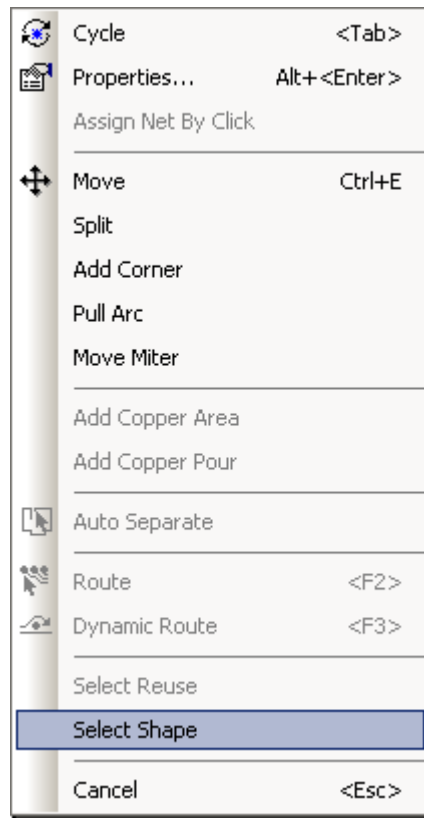 Cycle <Tab>
Properties... Alt+<Enter>
Assign Net By Click
Move Ctrl+E
Split
Add Corner
Pull Arc
Move Miter
Add Copper Area
Add Copper Pour
Auto Separate
Route <F2>
Dynamic Route <F3>
Select Reuse
Select Shape
Cancel <Esc>